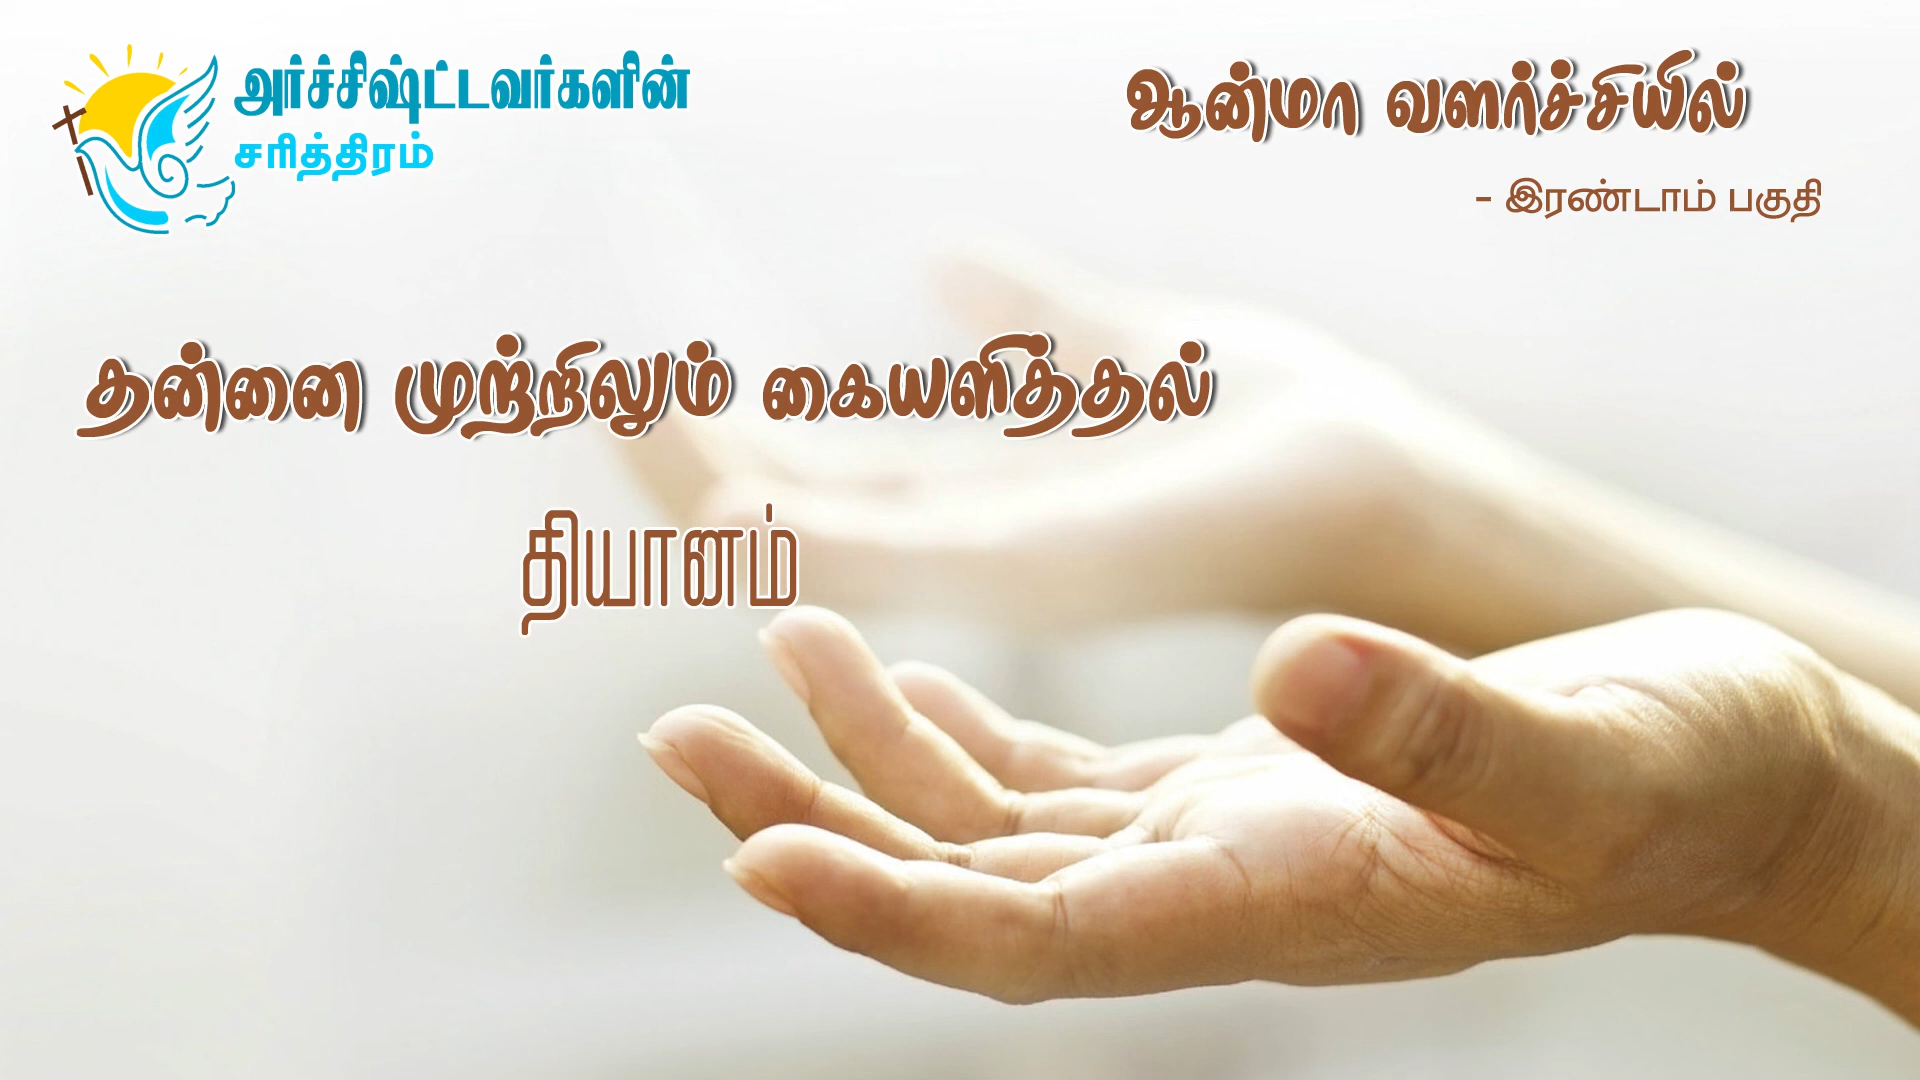 அர்ச்சிஷ்ட்டவர்களின்
சரித்திரம்
ஆன்மா வளர்ச்சியில்
- இரண்டாம் பகுதி
தன்னை முற்றிலும் கையளித்தல்
தியானம்